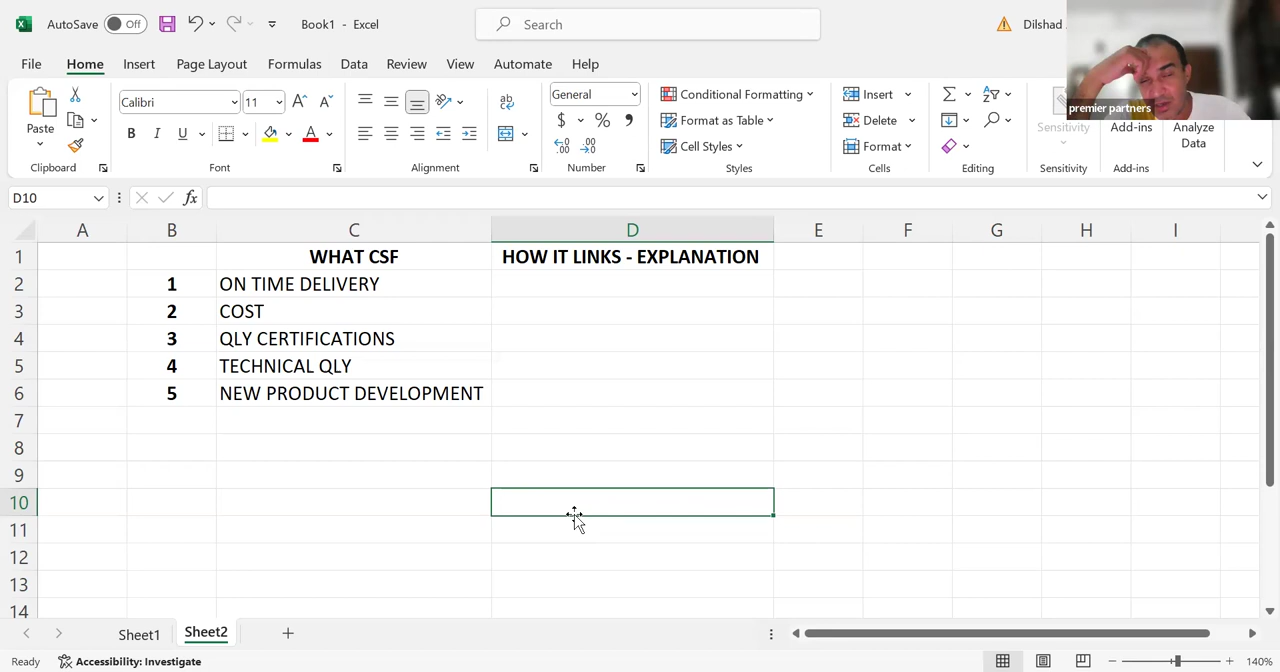 AutoSave Off Book1 - Excel Search Dilshad
File Home Insert Page Layout Formulas Data Review View Automate Help
premier partners
Paste Calibri 11 General $ % Conditional Formatting Format as Table Cell Styles Insert Delete Format Sensitivity Add-ins Analyze Data
Clipboard Font Alignment Number Styles Cells Editing Sensitivity Add-ins
D10 fx
A B C D E F G H I
1 WHAT CSF HOW IT LINKS - EXPLANATION
2 1 ON TIME DELIVERY
3 2 COST
4 3 QLY CERTIFICATIONS
5 4 TECHNICAL QLY
6 5 NEW PRODUCT DEVELOPMENT
7
8
9
10
11
12
13
14
Sheet1 Sheet2
Ready Accessibility: Investigate 140%